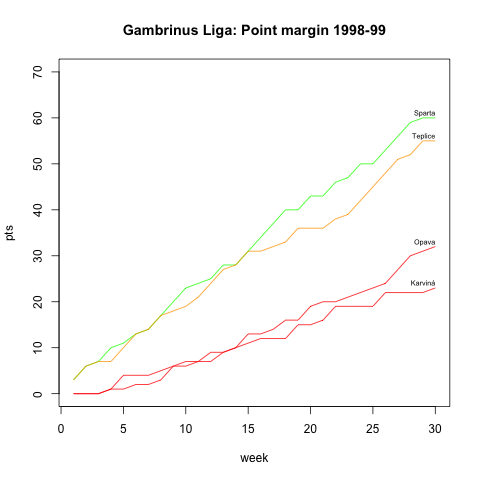 Gambrinus Liga: Point margin 1998-99
pts
70
60
50
40
30
20
10
0
Sparta
Teplice
Opava
Karviná
0 5 10 15 20 25 30
week